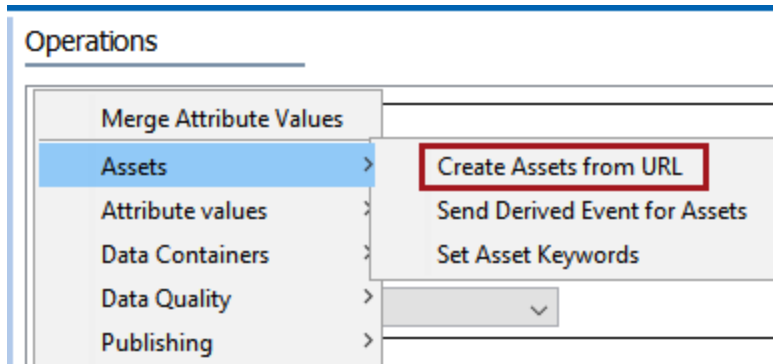 Operations
Merge Attribute Values
Assets
Create Assets from URL
Attribute values
Send Derived Event for Assets
Data Containers
Set Asset Keywords
Data Quality
Publishing